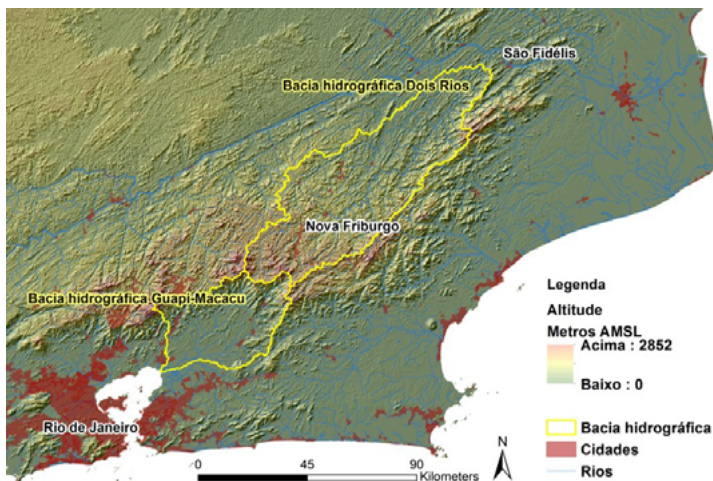 São Fidélis
Bacia hidrográfica Dois Rios
Nova Friburgo
Bacia hidrográfica Guapi-Macacu
Rio de Janeiro
Legenda
Altitude
Metros AMSL
Acima : 2852
Baixo : 0
Bacia hidrográfica
Cidades
Rios
N
0 45 90
Kilometers